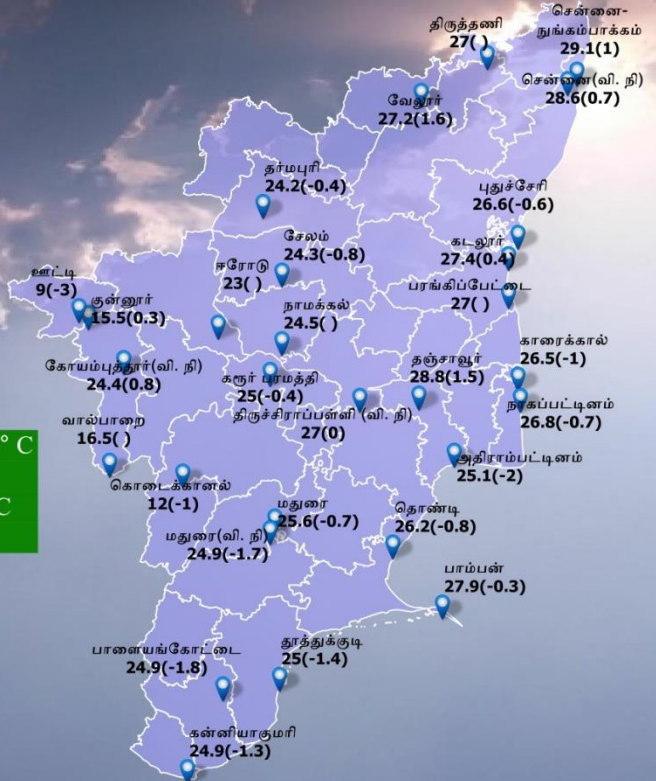 சென்னை-
நுங்கம்பாக்கம்
29.1(1)
திருத்தணி
27( )
சென்னை(வி. நி)
28.6(0.7)
வேலூர்
27.2(1.6)
தர்மபுரி
24.2(-0.4)
புதுச்சேரி
26.6(-0.6)
சேலம்
24.3(-0.8)
கடலூர்
27.4(0.4)
ஈரோடு
23( )
பரங்கிப்பேட்டை
27( )
ஊட்டி
9(-3)
குன்னூர்
15.5(0.3)
நாமக்கல்
24.5( )
காரைக்கால்
26.5(-1)
கோயம்புத்தூர்(வி. நி)
24.4(0.8)
கரூர் பரமத்தி
25(-0.4)
தஞ்சாவூர்
28.8(1.5)
நாகப்பட்டினம்
26.8(-0.7)
திருச்சிராப்பள்ளி (வி. நி)
27(0)
வால்பாறை
16.5( )
° C
C
அதிராம்பட்டினம்
25.1(-2)
கொடைக்கானல்
12(-1)
மதுரை
25.6(-0.7)
தொண்டி
26.2(-0.8)
மதுரை(வி. நி)
24.9(-1.7)
பாம்பன்
27.9(-0.3)
பாளையங்கோட்டை
24.9(-1.8)
தூத்துக்குடி
25(-1.4)
கன்னியாகுமரி
24.9(-1.3)